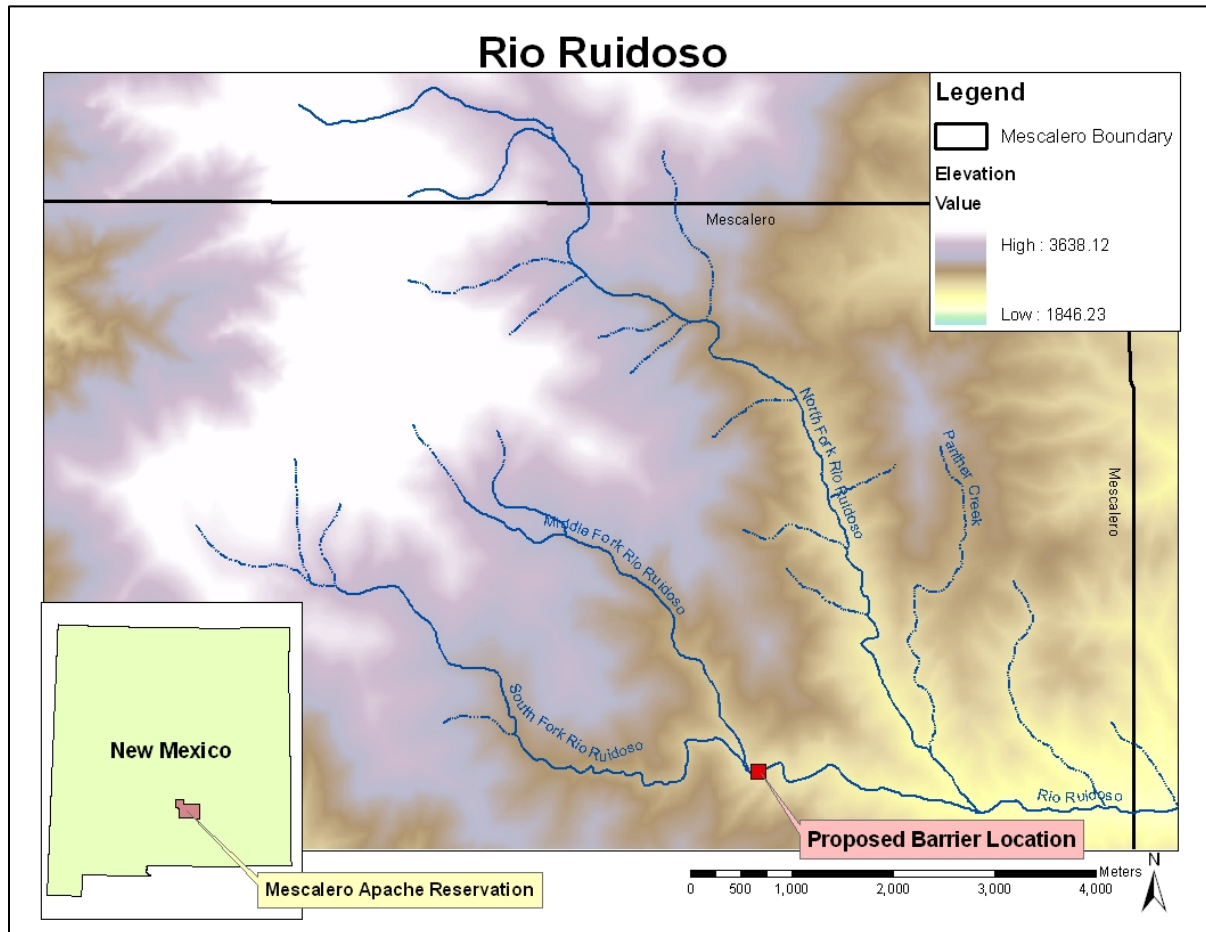 Rio Ruidoso
Legend
Mescalero Boundary
Elevation
Value
High : 3638.12
Low : 1846.23
Mescalero
North Fork Rio Ruidoso
Panther Creek
Mescalero
Middle Fork Rio Ruidoso
South Fork Rio Ruidoso
Rio Ruidoso
Proposed Barrier Location
New Mexico
Mescalero Apache Reservation
Meters
0 500 1,000 2,000 3,000 4,000
N